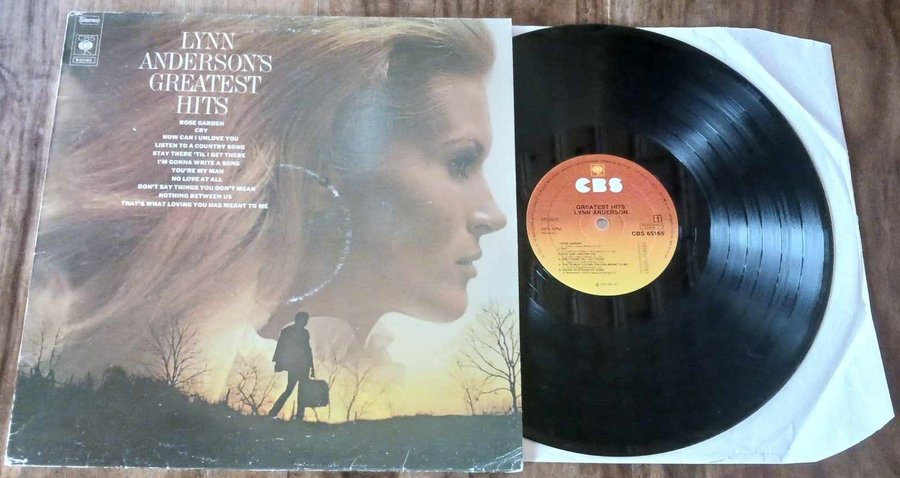 Stereo
CBS
LYNN
ANDERSON'S
GREATEST
HITS
ROSE GARDEN
CRY
HOW CAN I UNLOVE YOU
LISTEN TO A COUNTRY SONG
STAY THERE 'TIL I GET THERE
I'M GONNA WRITE A SONG
YOU'RE MY MAN
NO LOVE AT ALL
DON'T SAY THINGS YOU DON'T MEAN
NOTHING BETWEEN US
THAT'S WHAT LOVING YOU HAS MEANT TO ME
CBS
GREATEST HITS
LYNN ANDERSON
1
CBS 65165